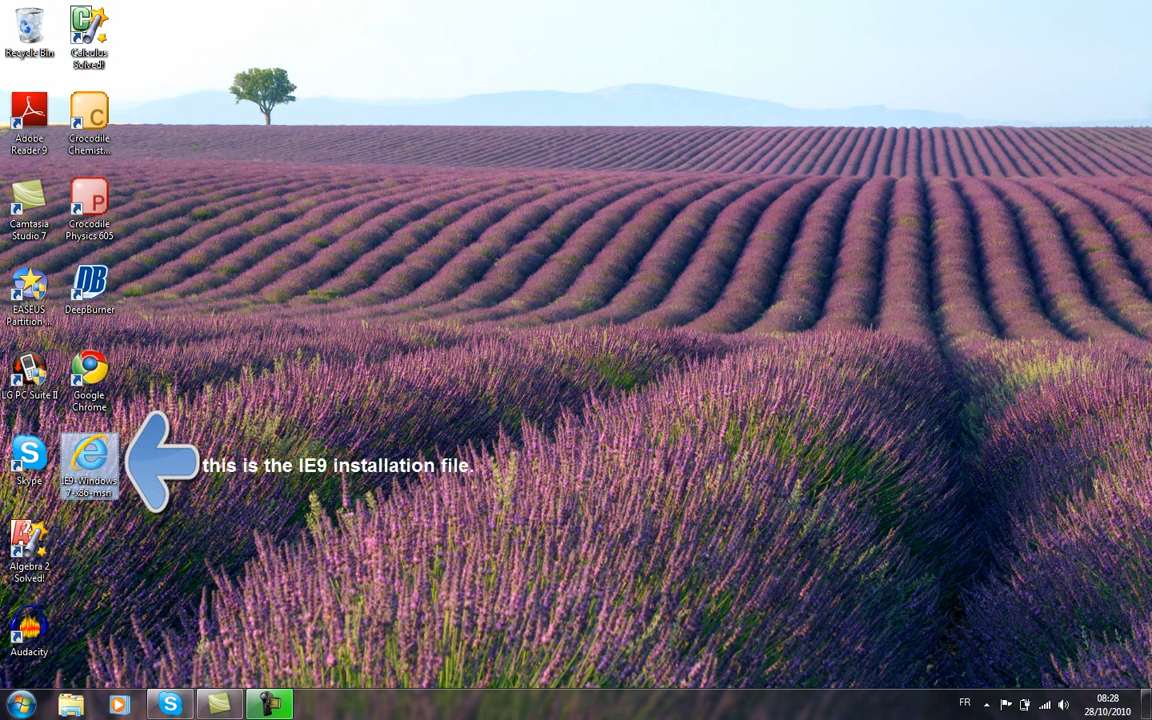 Recycle Bin
Calculus
Solved!
Adobe
Reader 9
Crocodile
Chemist...
Camtasia
Studio 7
Crocodile
Physics 605
EASEUS
Partition ...
DB
DeepBurner
LG PC Suite II
Google
Chrome
Skype
IE9-Windows
7-x86-msn
this is the IE9 installation file.
Algebra 2
Solved!
Audacity
FR
08:28
28/10/2010